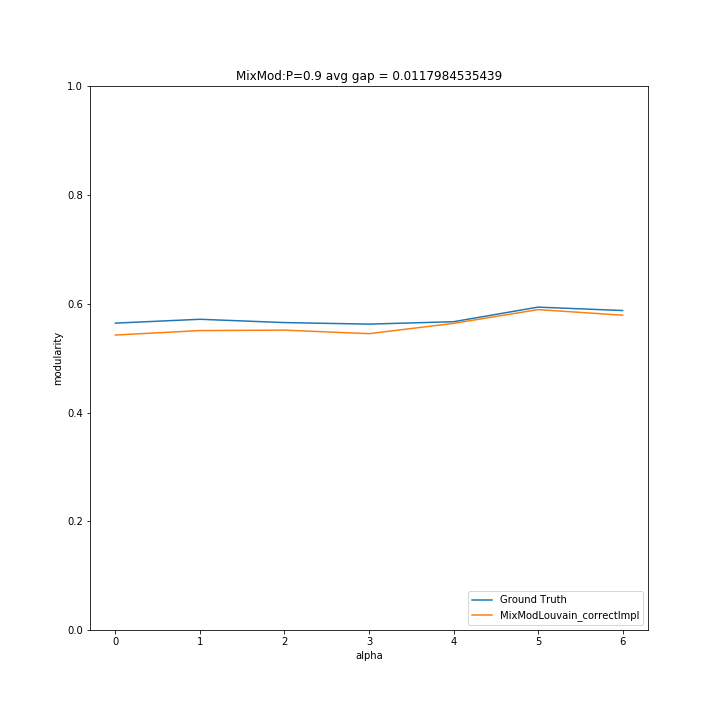 MixMod:P=0.9 avg gap = 0.0117984535439
1.0
0.8
0.6
0.4
0.2
0.0
modularity
0 1 2 3 4 5 6
alpha
Ground Truth
MixModLouvain_correctImpl